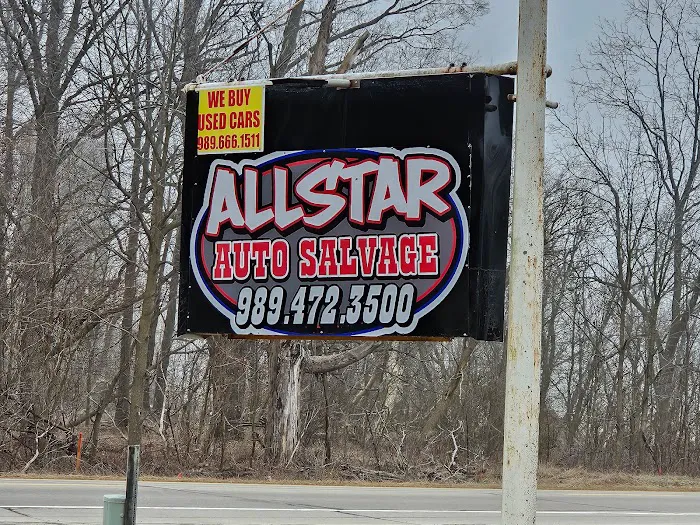 WE BUY
USED CARS
989.666.1511
ALLSTAR
AUTO SALVAGE
989.472.3500